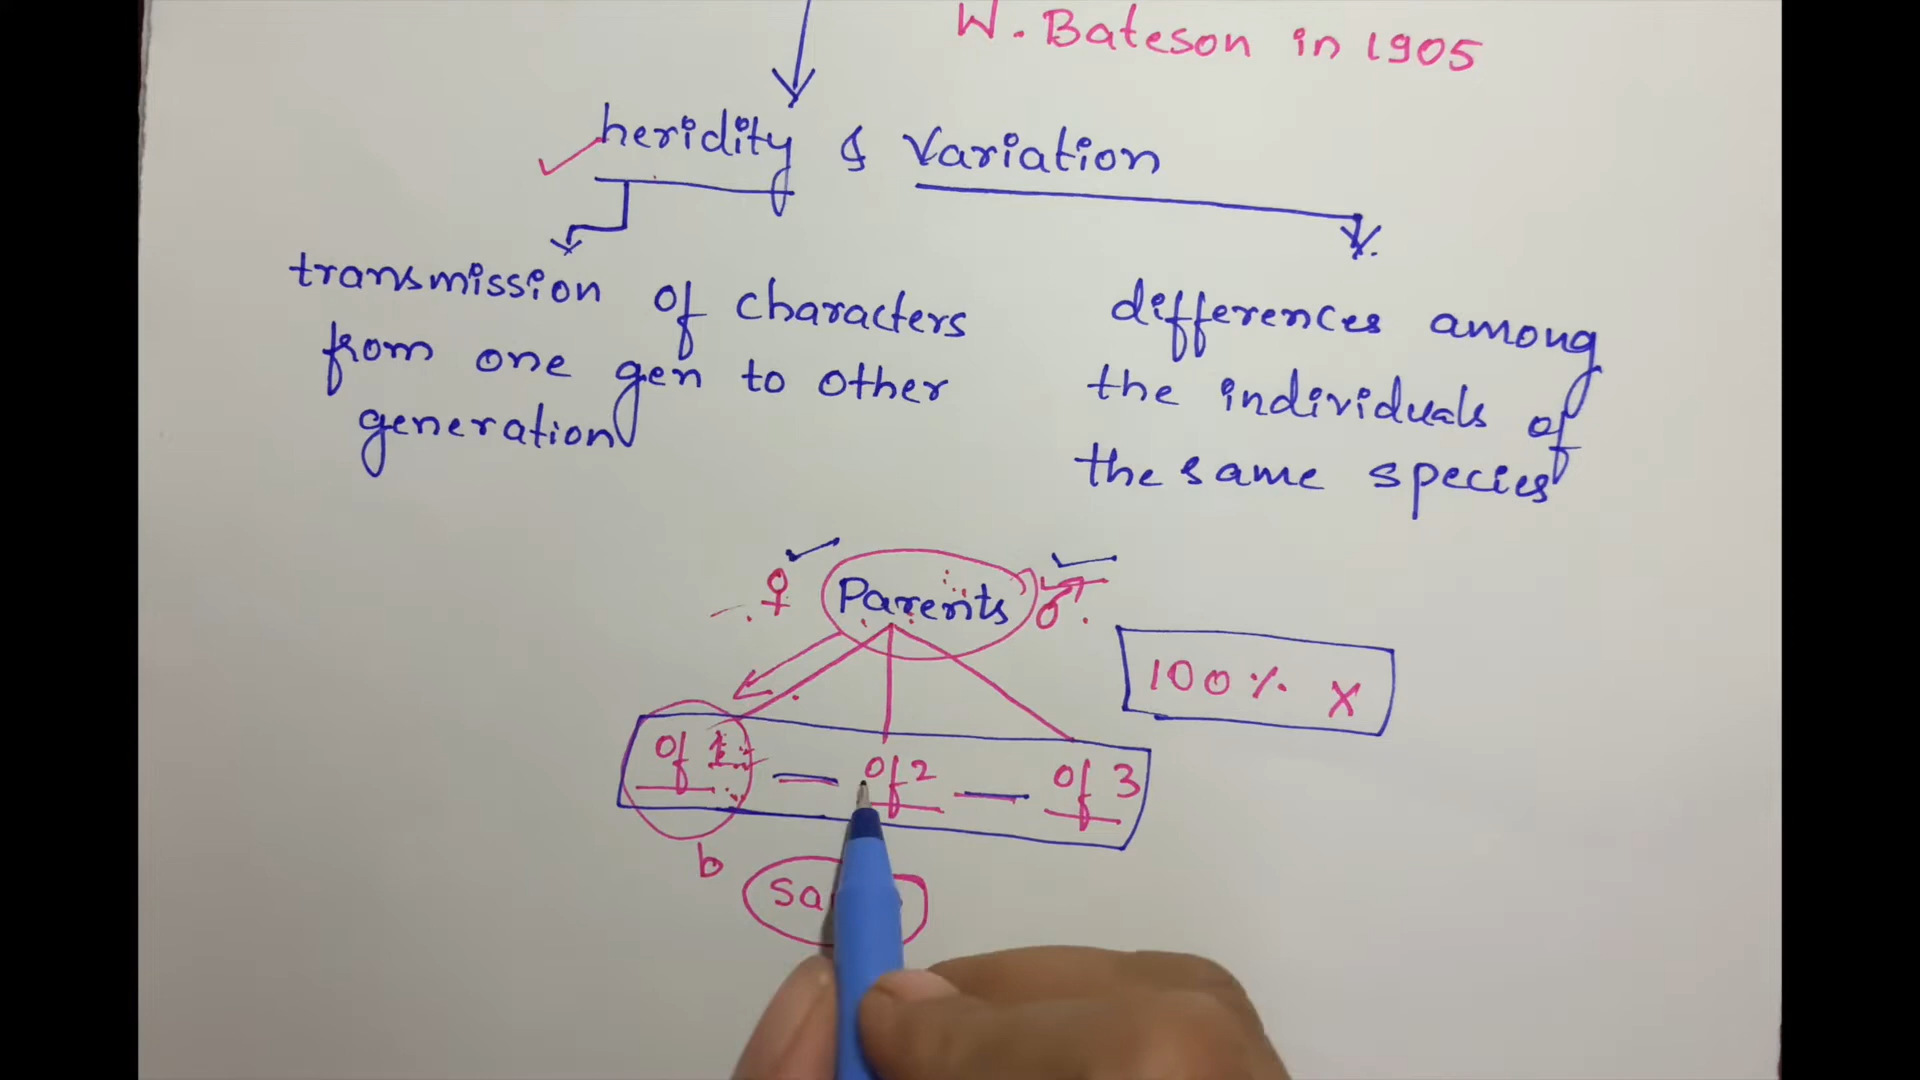 W. Bateson in 1905
heridity & Variation
transmission of characters
from one gen to other
generation
differences among
the individuals of
the same species
♀ Parents ♂
100% X
of 1 — of 2 — of 3
b